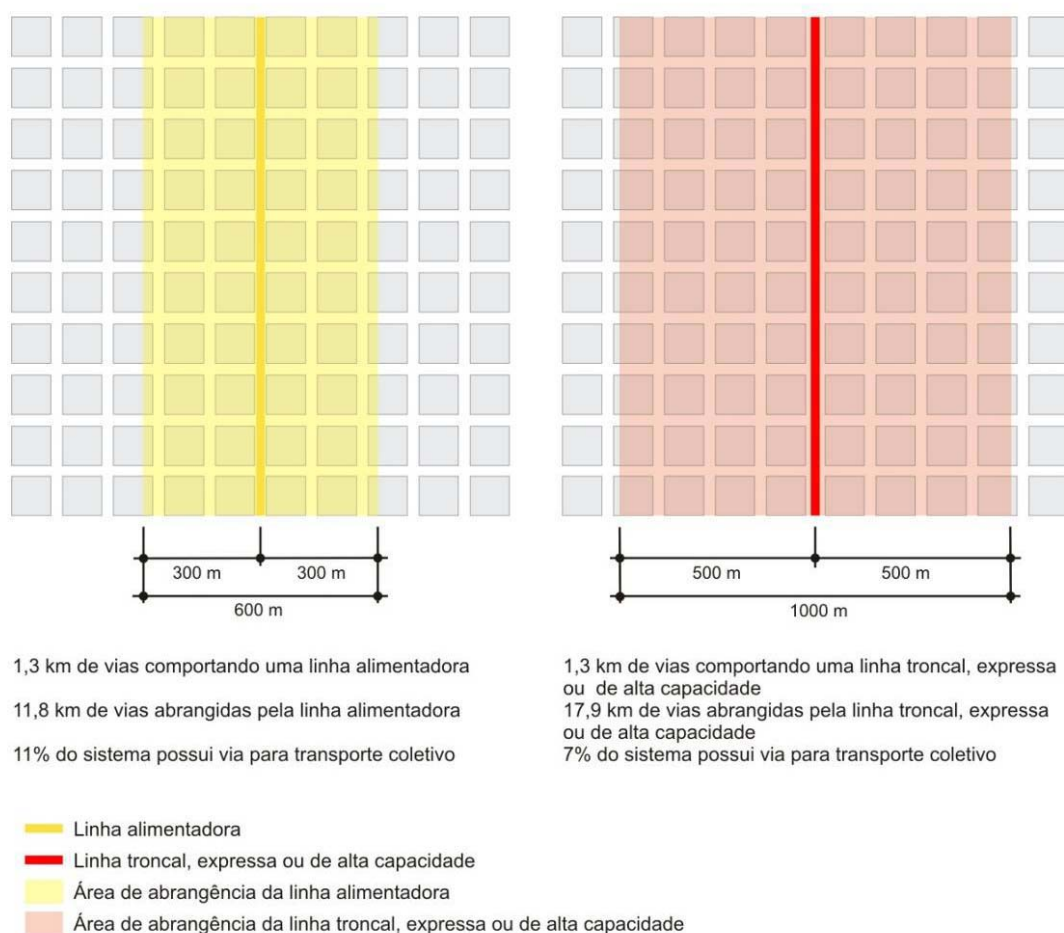 300 m
300 m
600 m
500 m
500 m
1000 m
1,3 km de vias comportando uma linha alimentadora
11,8 km de vias abrangidas pela linha alimentadora
11% do sistema possui via para transporte coletivo
1,3 km de vias comportando uma linha troncal, expressa
ou de alta capacidade
17,9 km de vias abrangidas pela linha troncal, expressa
ou de alta capacidade
7% do sistema possui via para transporte coletivo
Linha alimentadora
Linha troncal, expressa ou de alta capacidade
Área de abrangência da linha alimentadora
Área de abrangência da linha troncal, expressa ou de alta capacidade